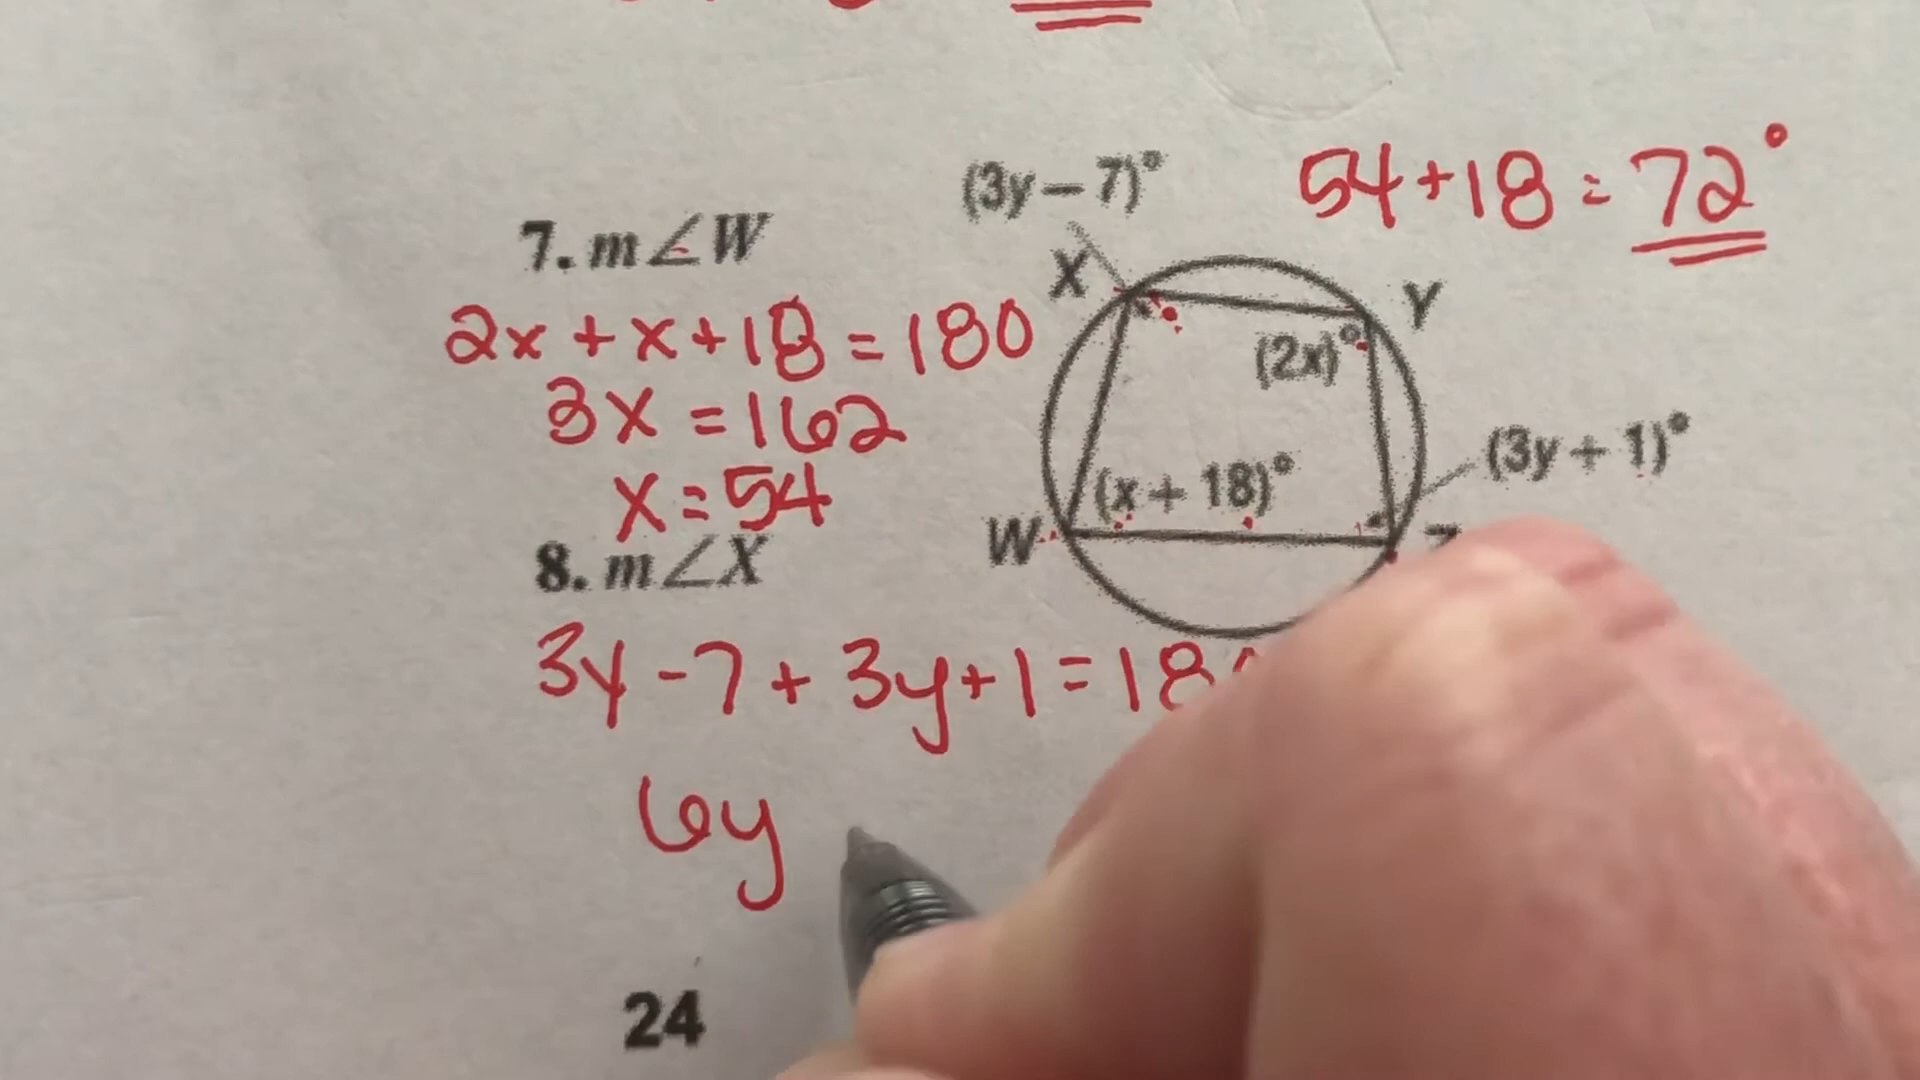 (3y – 7)°
54+18 = 72°
7. m∠W
X
Y
2x + x + 18 = 180
(2x)°
3x = 162
(3y + 1)°
(x + 18)°
x = 54
W
8. m∠X
3y - 7 + 3y + 1 = 18
6y
24